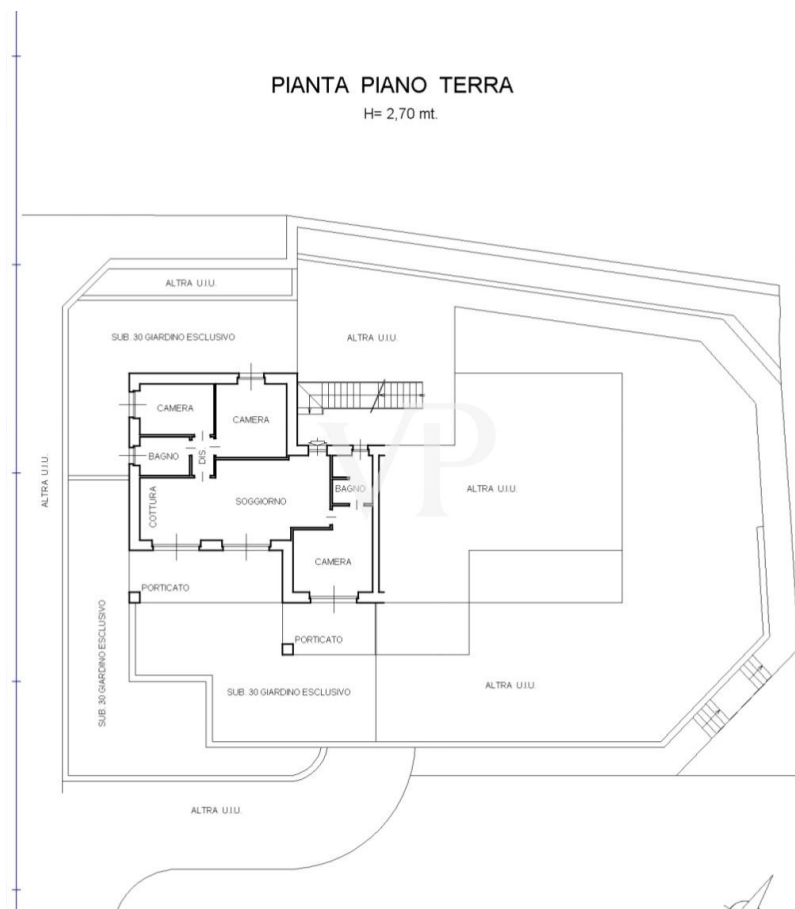 PIANTA PIANO TERRA
H= 2,70 mt.
ALTRA U.I.U.
SUB. 30 GIARDINO ESCLUSIVO
ALTRA U.I.U.
CAMERA
CAMERA
BAGNO
DIS.
ALTRA U.I.U.
COTTURA
SOGGIORNO
BAGNO
ALTRA U.I.U.
VP
CAMERA
PORTICATO
SUB. 30 GIARDINO ESCLUSIVO
PORTICATO
SUB. 30 GIARDINO ESCLUSIVO
ALTRA U.I.U.
ALTRA U.I.U.